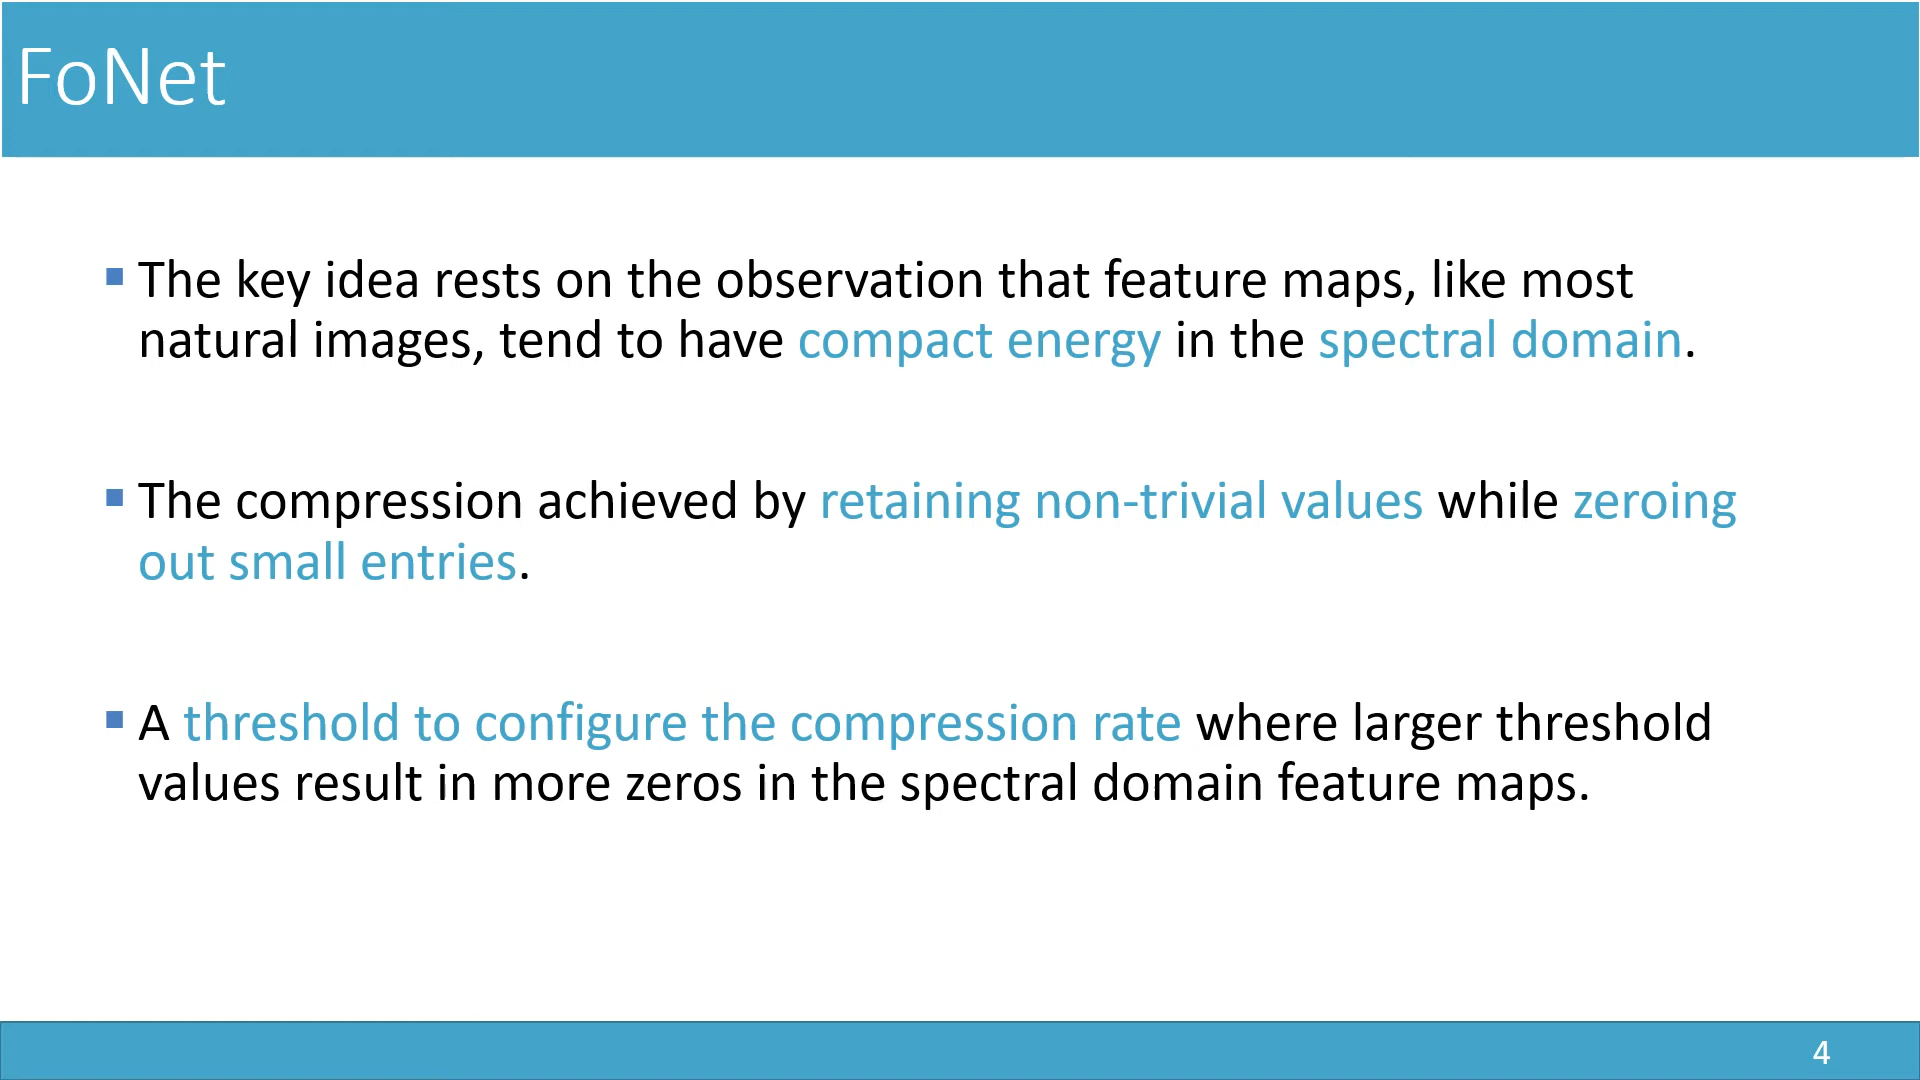 FoNet
▪ The key idea rests on the observation that feature maps, like most
natural images, tend to have compact energy in the spectral domain.
▪ The compression achieved by retaining non-trivial values while zeroing
out small entries.
▪ A threshold to configure the compression rate where larger threshold
values result in more zeros in the spectral domain feature maps.
4